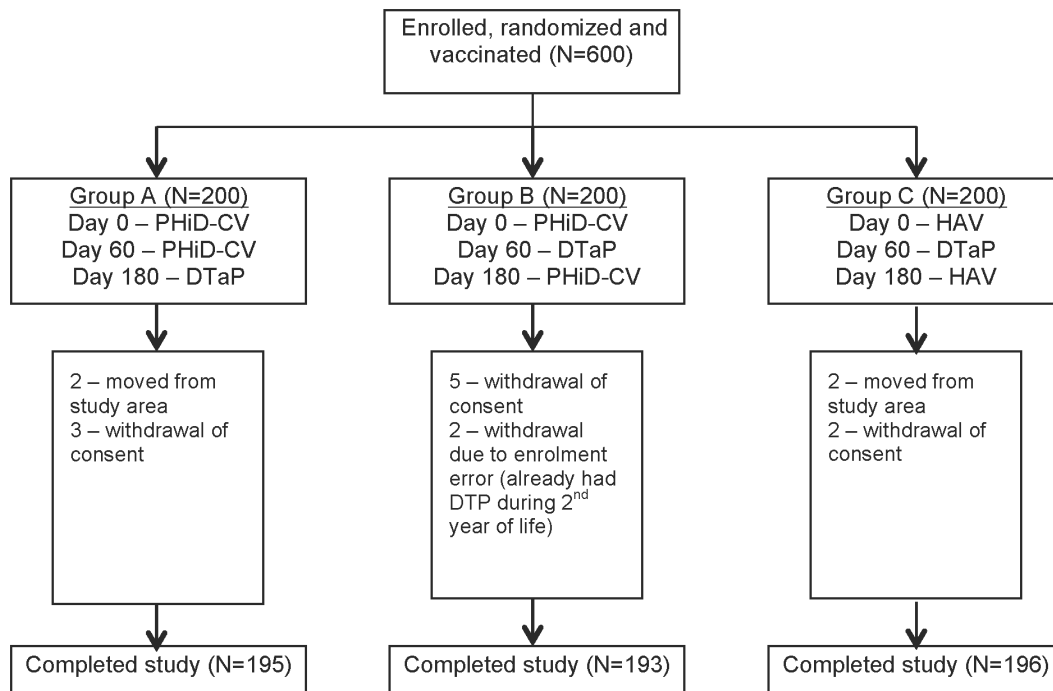 Enrolled, randomized and
vaccinated (N=600)
Group A (N=200)
Day 0 – PHiD-CV
Day 60 – PHiD-CV
Day 180 – DTaP
Group B (N=200)
Day 0 – PHiD-CV
Day 60 – DTaP
Day 180 – PHiD-CV
Group C (N=200)
Day 0 – HAV
Day 60 – DTaP
Day 180 – HAV
2 – moved from
study area
3 – withdrawal of
consent
5 – withdrawal of
consent
2 – withdrawal
due to enrolment
error (already had
DTP during 2nd
year of life)
2 – moved from
study area
2 – withdrawal of
consent
Completed study (N=195)
Completed study (N=193)
Completed study (N=196)